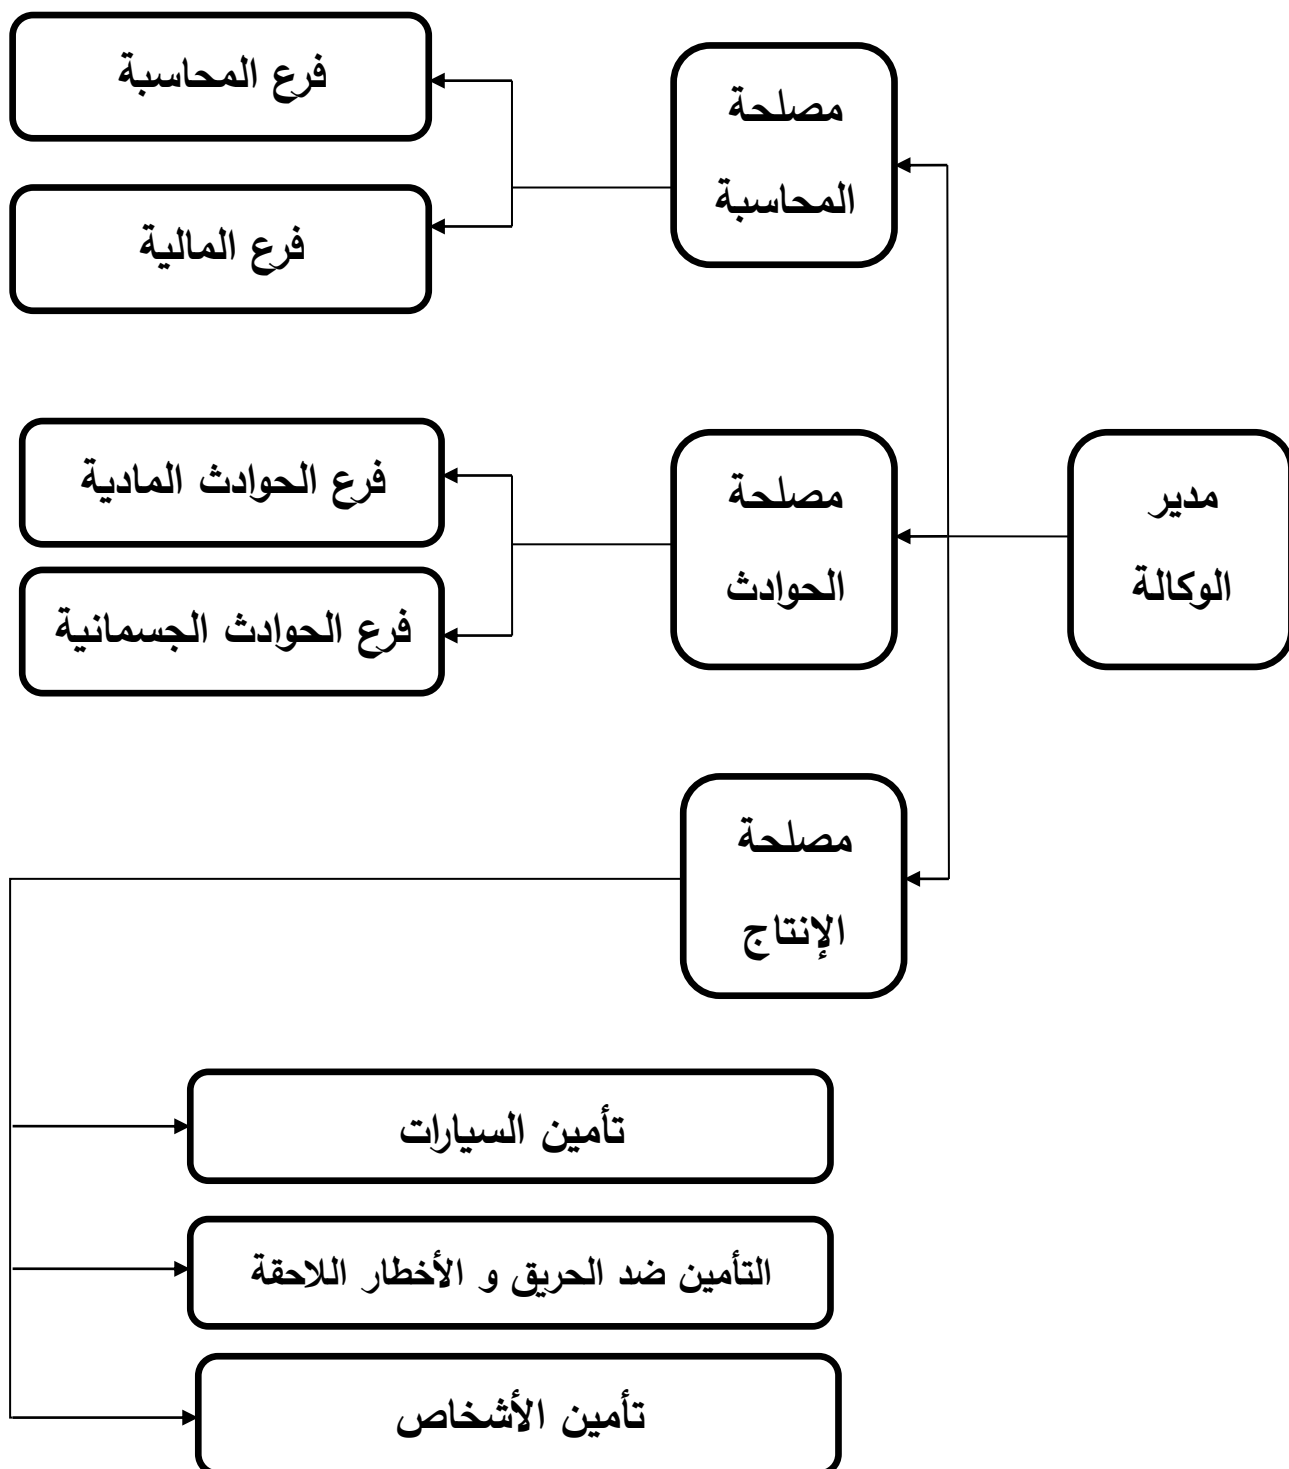 فرع المحاسبة
مصلحة
المحاسبة
فرع المالية
مدير
الوكالة
مصلحة
الحوادث
فرع الحوادث المادية
فرع الحوادث الجسمانية
مصلحة
الإنتاج
تأمين السيارات
التأمين ضد الحريق و الأخطار اللاحقة
تأمين الأشخاص